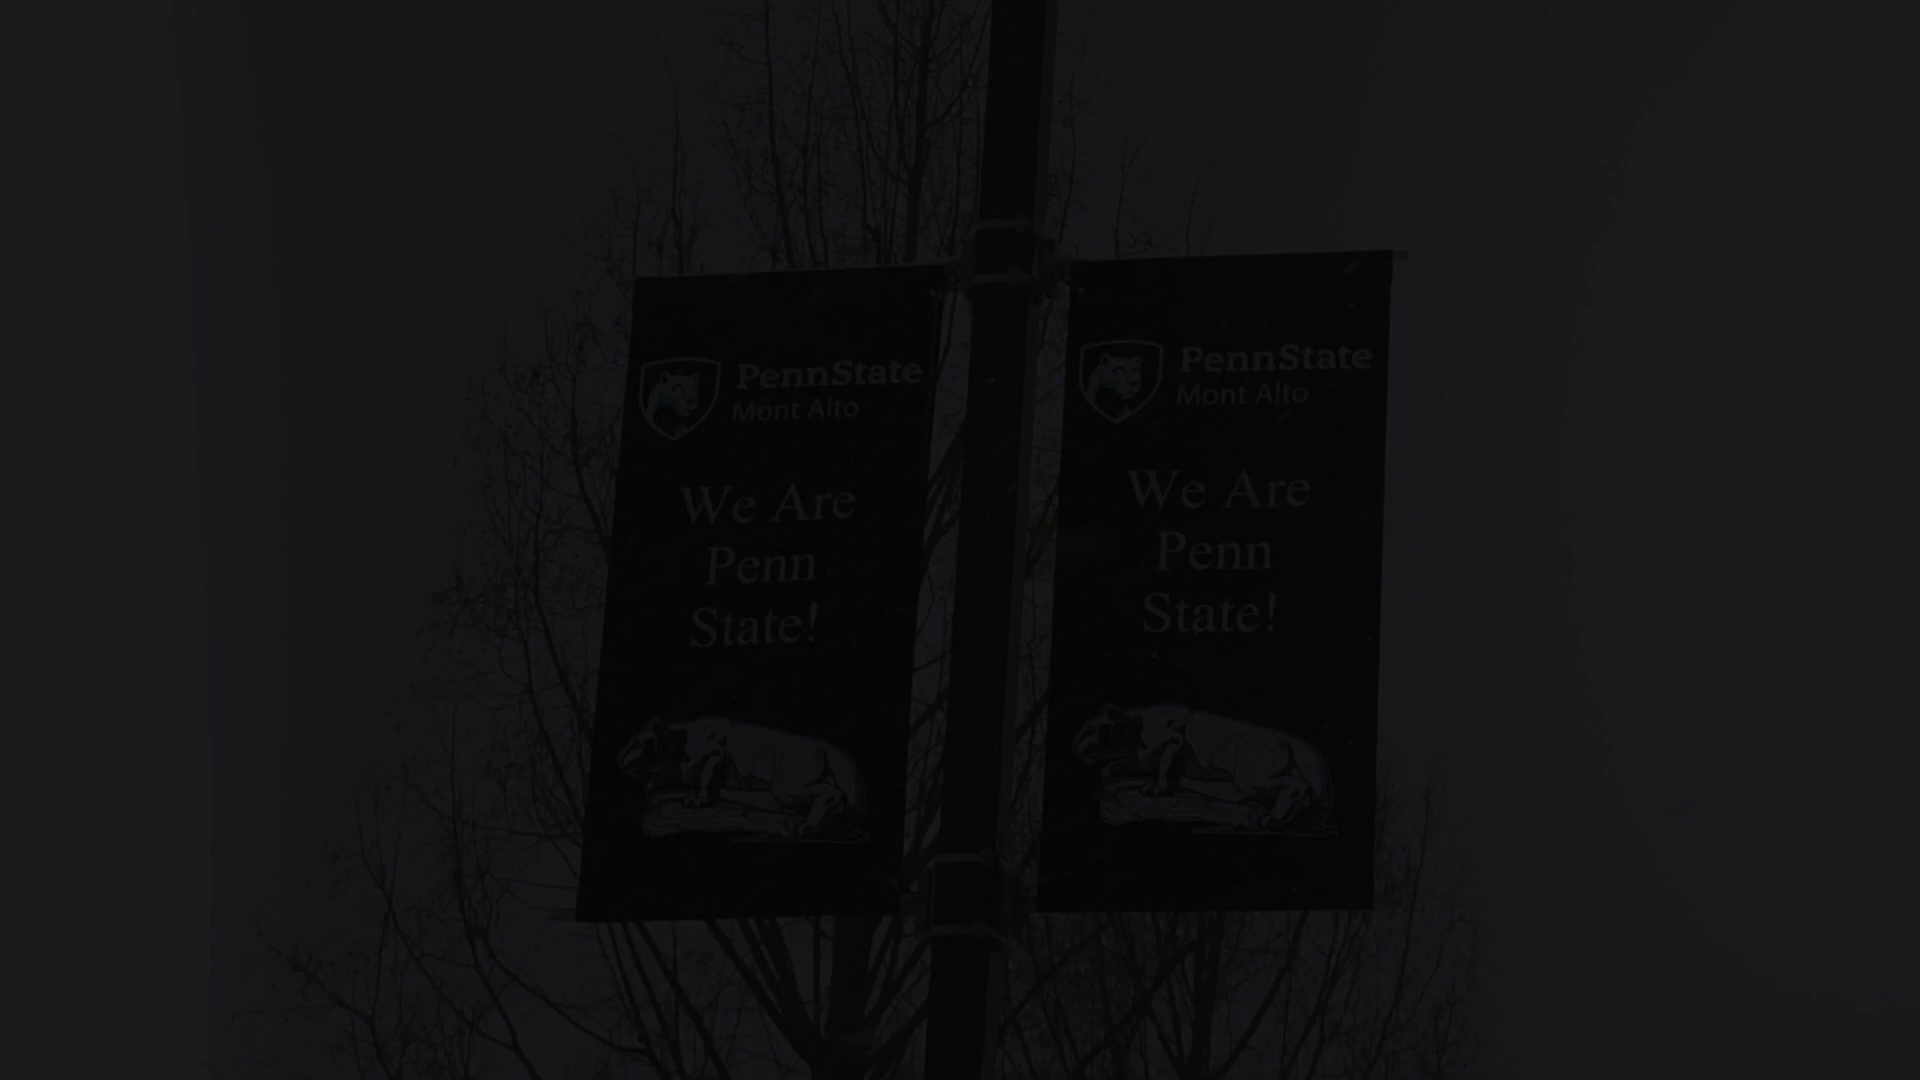 PennState
Mont Alto
We Are
Penn
State!
PennState
Mont Alto
We Are
Penn
State!